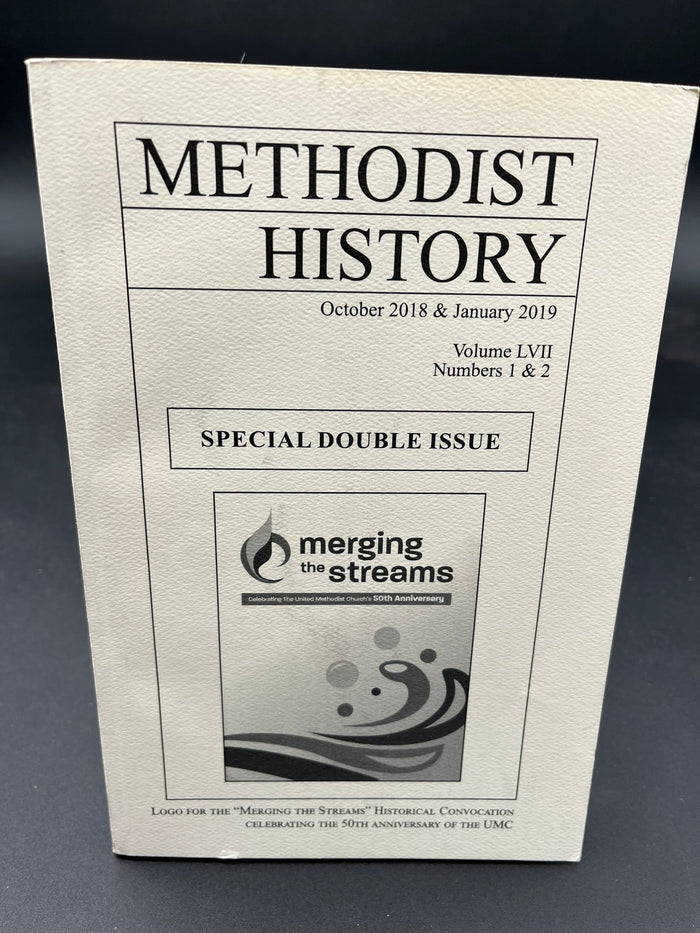 METHODIST
HISTORY
October 2018 & January 2019
Volume LVII
Numbers 1 & 2
SPECIAL DOUBLE ISSUE
merging
the streams
Celebrating the United Methodist Church's 50th Anniversary
LOGO FOR THE "MERGING THE STREAMS" HISTORICAL CONVOCATION
CELEBRATING THE 50TH ANNIVERSARY OF THE UMC